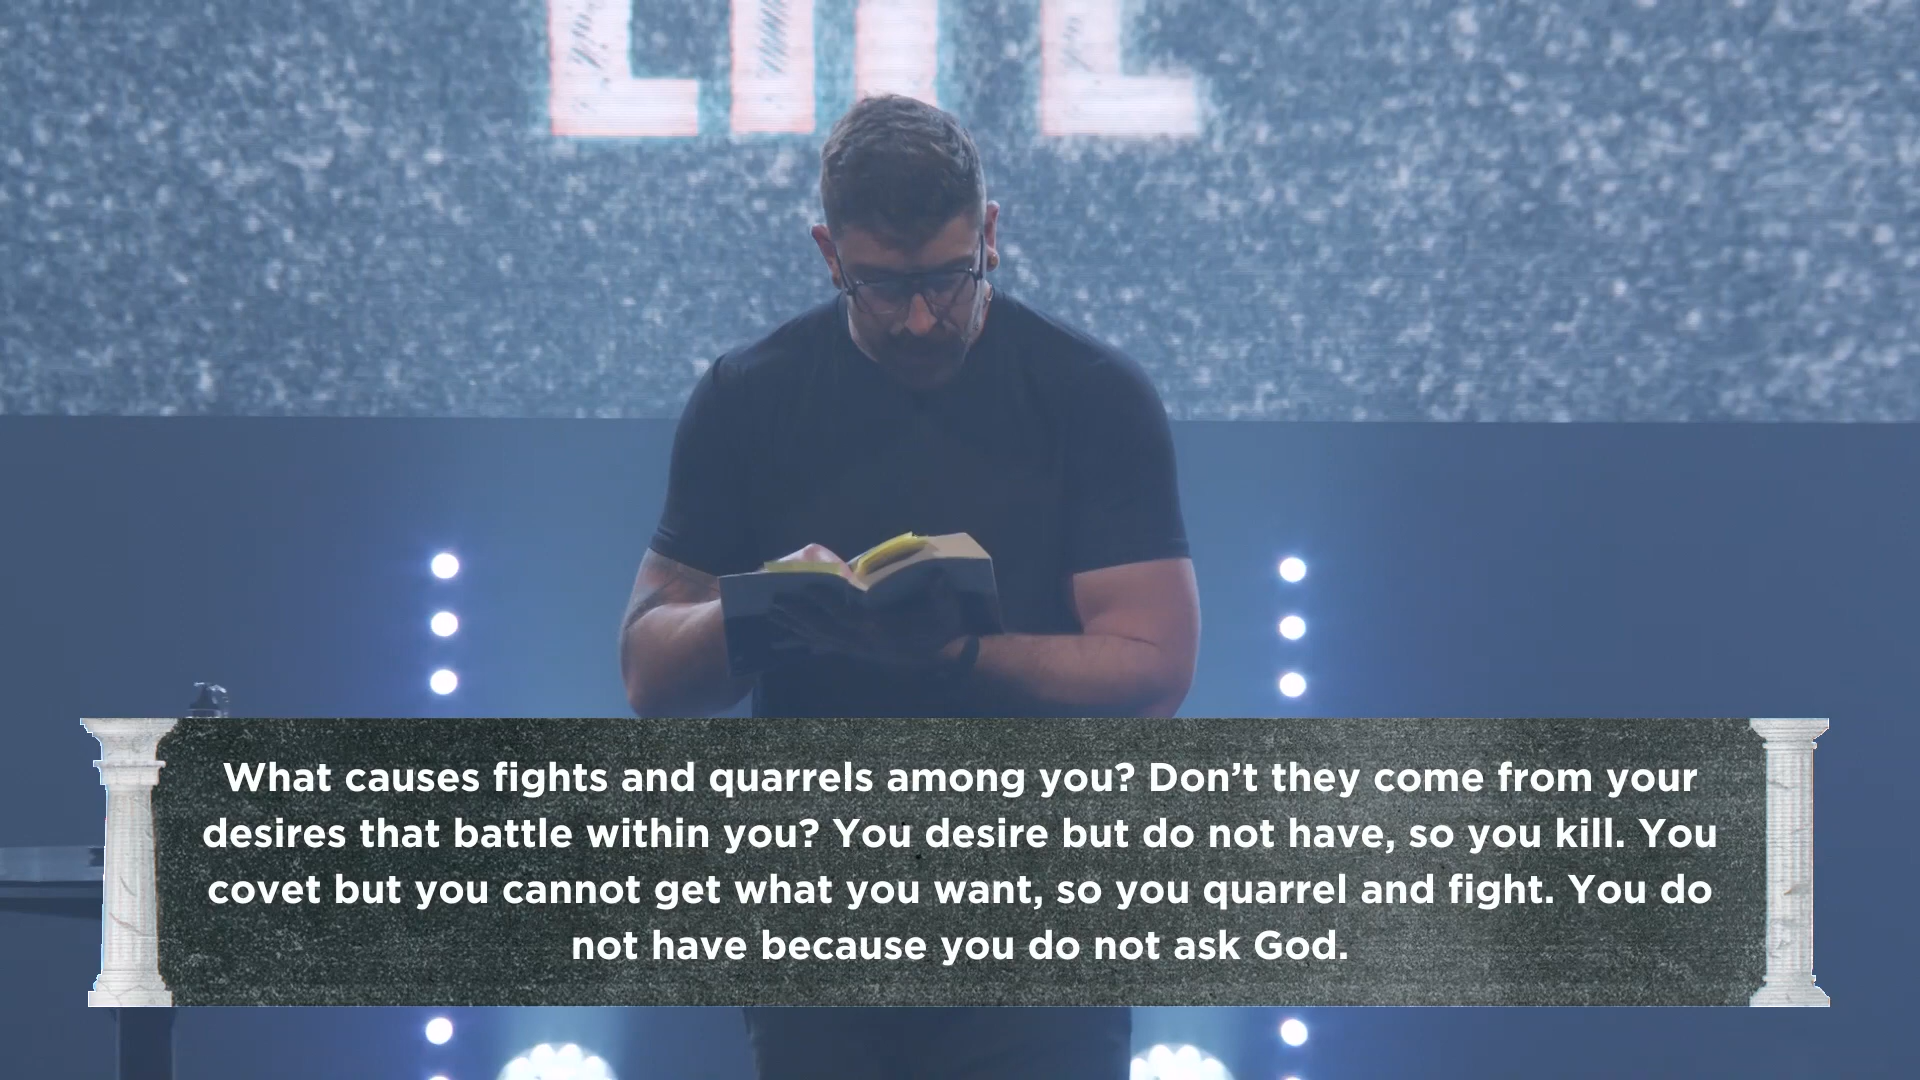 What causes fights and quarrels among you? Don’t they come from your
desires that battle within you? You desire but do not have, so you kill. You
covet but you cannot get what you want, so you quarrel and fight. You do
not have because you do not ask God.